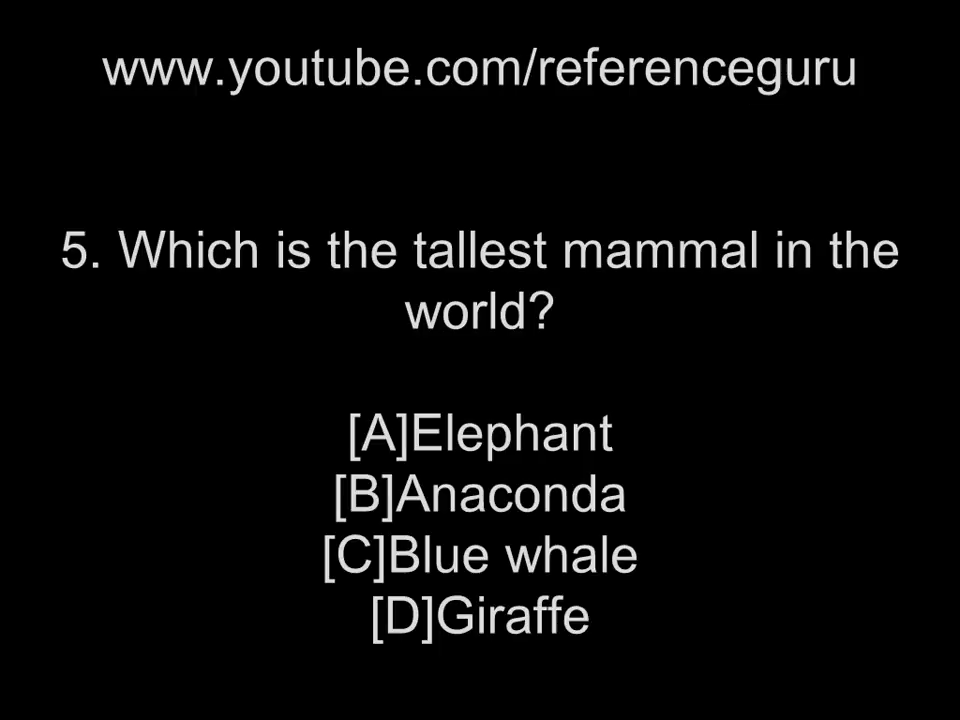 www.youtube.com/referenceguru
5. Which is the tallest mammal in the
world?
[A]Elephant
[B]Anaconda
[C]Blue whale
[D]Giraffe